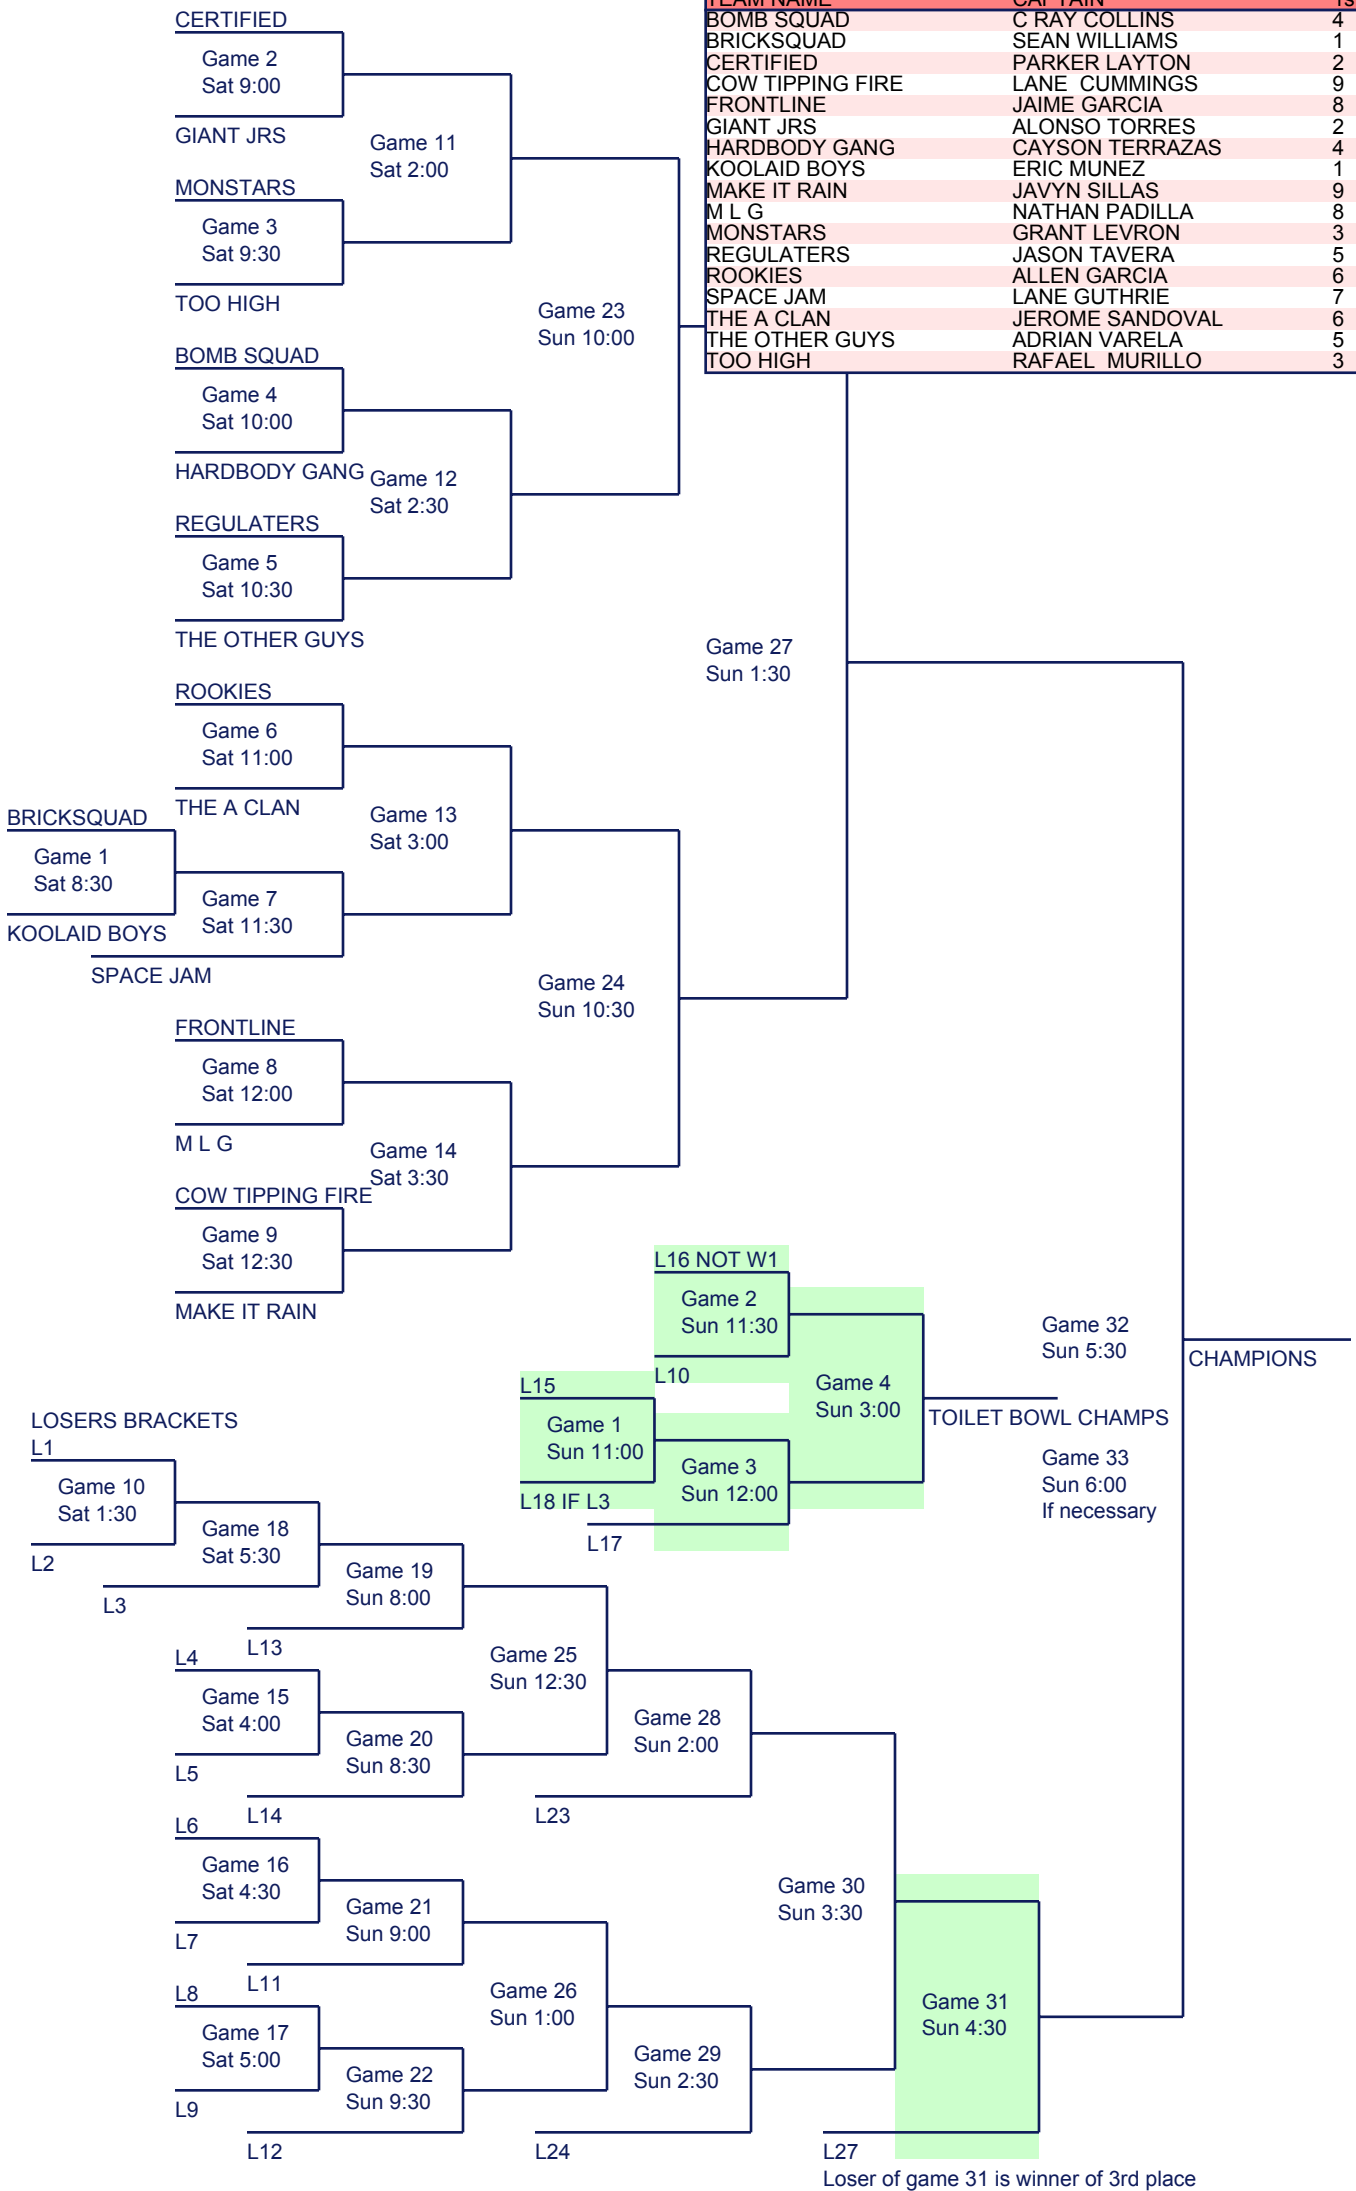 TEAM NAME CAPTAIN
BOMB SQUAD C RAY COLLINS 4
BRICKSQUAD SEAN WILLIAMS 1
CERTIFIED PARKER LAYTON 2
COW TIPPING FIRE LANE CUMMINGS 9
FRONTLINE JAIME GARCIA 8
GIANT JRS ALONSO TORRES 2
HARDBODY GANG CAYSON TERRAZAS 4
KOOLAID BOYS ERIC MUNEZ 1
MAKE IT RAIN JAVYN SILLAS 9
M L G NATHAN PADILLA 8
MONSTARS GRANT LEVRON 3
REGULATERS JASON TAVERA 5
ROOKIES ALLEN GARCIA 6
SPACE JAM LANE GUTHRIE 7
THE A CLAN JEROME SANDOVAL 6
THE OTHER GUYS ADRIAN VARELA 5
TOO HIGH RAFAEL MURILLO 3
CERTIFIED
Game 2
Sat 9:00
GIANT JRS
Game 11
Sat 2:00
MONSTARS
Game 3
Sat 9:30
TOO HIGH
Game 23
Sun 10:00
BOMB SQUAD
Game 4
Sat 10:00
HARDBODY GANG
Game 12
Sat 2:30
REGULATERS
Game 5
Sat 10:30
THE OTHER GUYS
Game 27
Sun 1:30
ROOKIES
Game 6
Sat 11:00
THE A CLAN
Game 13
Sat 3:00
BRICKSQUAD
Game 1
Sat 8:30
KOOLAID BOYS
Game 7
Sat 11:30
SPACE JAM
Game 24
Sun 10:30
FRONTLINE
Game 8
Sat 12:00
M L G
Game 14
Sat 3:30
COW TIPPING FIRE
Game 9
Sat 12:30
MAKE IT RAIN
L16 NOT W1
Game 2
Sun 11:30
L10
L15
Game 1
Sun 11:00
L18 IF L3
Game 3
Sun 12:00
L17
Game 4
Sun 3:00
TOILET BOWL CHAMPS
Game 32
Sun 5:30
CHAMPIONS
Game 33
Sun 6:00
If necessary
LOSERS BRACKETS
L1
Game 10
Sat 1:30
L2
Game 18
Sat 5:30
L3
Game 19
Sun 8:00
L13
Game 25
Sun 12:30
L4
Game 15
Sat 4:00
L5
Game 20
Sun 8:30
L14
Game 28
Sun 2:00
L23
L6
Game 16
Sat 4:30
L7
Game 21
Sun 9:00
L11
Game 30
Sun 3:30
L8
Game 17
Sat 5:00
L9
Game 26
Sun 1:00
Game 22
Sun 9:30
L12
Game 29
Sun 2:30
L24
Game 31
Sun 4:30
L27
Loser of game 31 is winner of 3rd place